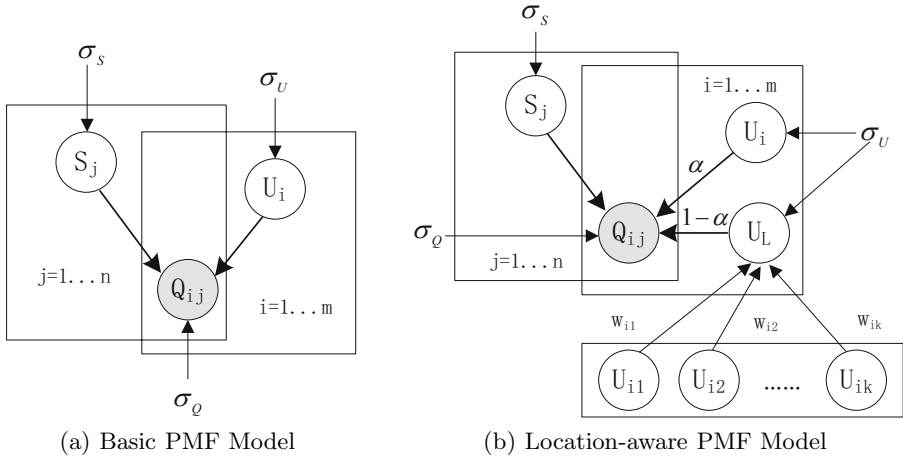 σ_S
σ_U
S_j
U_i
j=1...n
Q_ij
i=1...m
σ_Q
(a) Basic PMF Model
σ_S
i=1...m
S_j
U_i
σ_U
α
1−α
σ_Q
Q_ij
U_L
j=1...n
w_i1
w_i2
w_ik
U_i1
U_i2
......
U_ik
(b) Location-aware PMF Model